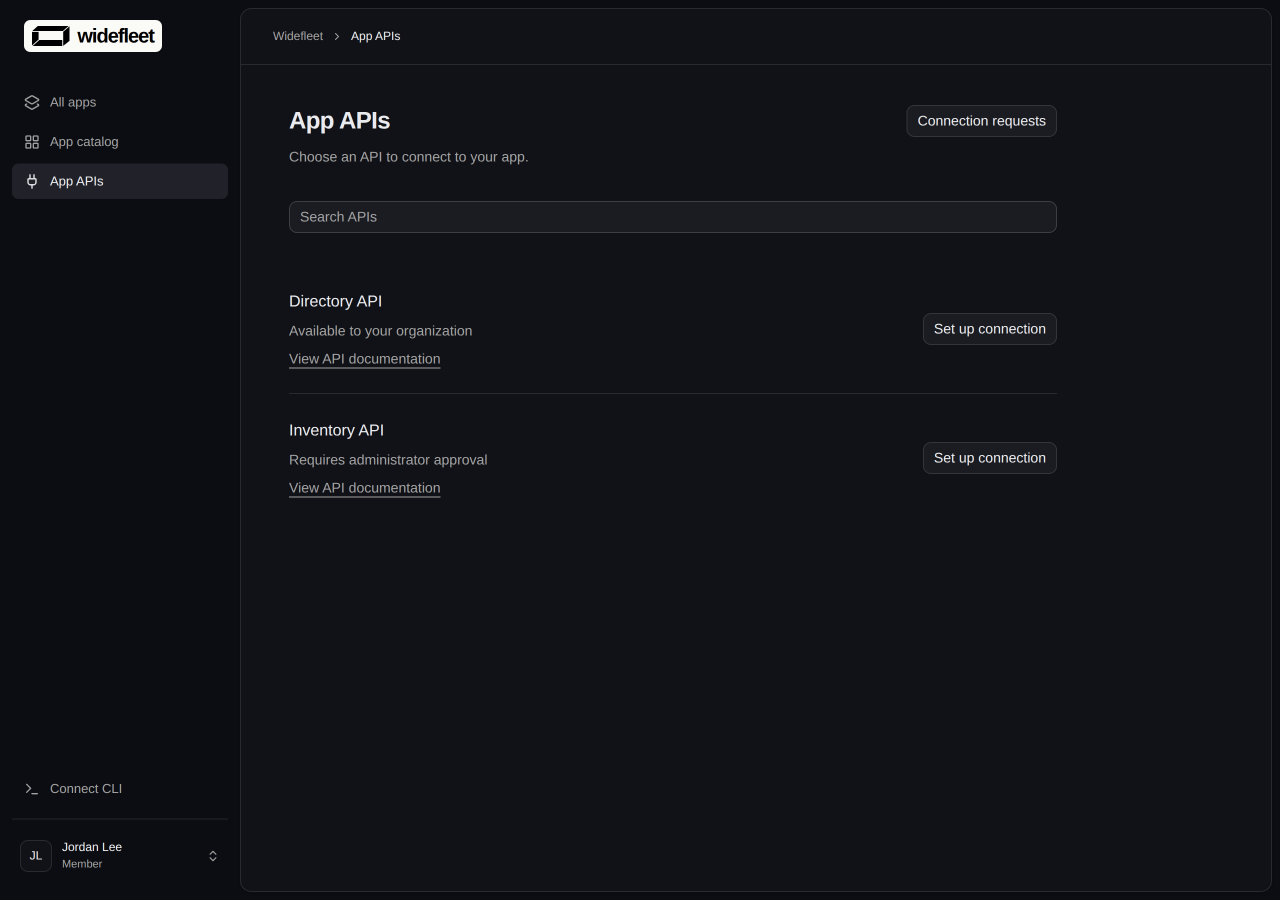 widefleet
All apps
App catalog
App APIs
Connect CLI
JL
Jordan Lee
Member
Widefleet
App APIs
App APIs
Connection requests
Choose an API to connect to your app.
Search APIs
Directory API
Available to your organization
Set up connection
View API documentation
Inventory API
Requires administrator approval
Set up connection
View API documentation